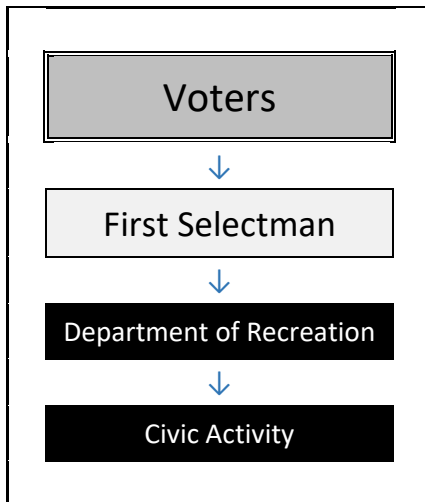 Voters
First Selectman
Department of Recreation
Civic Activity